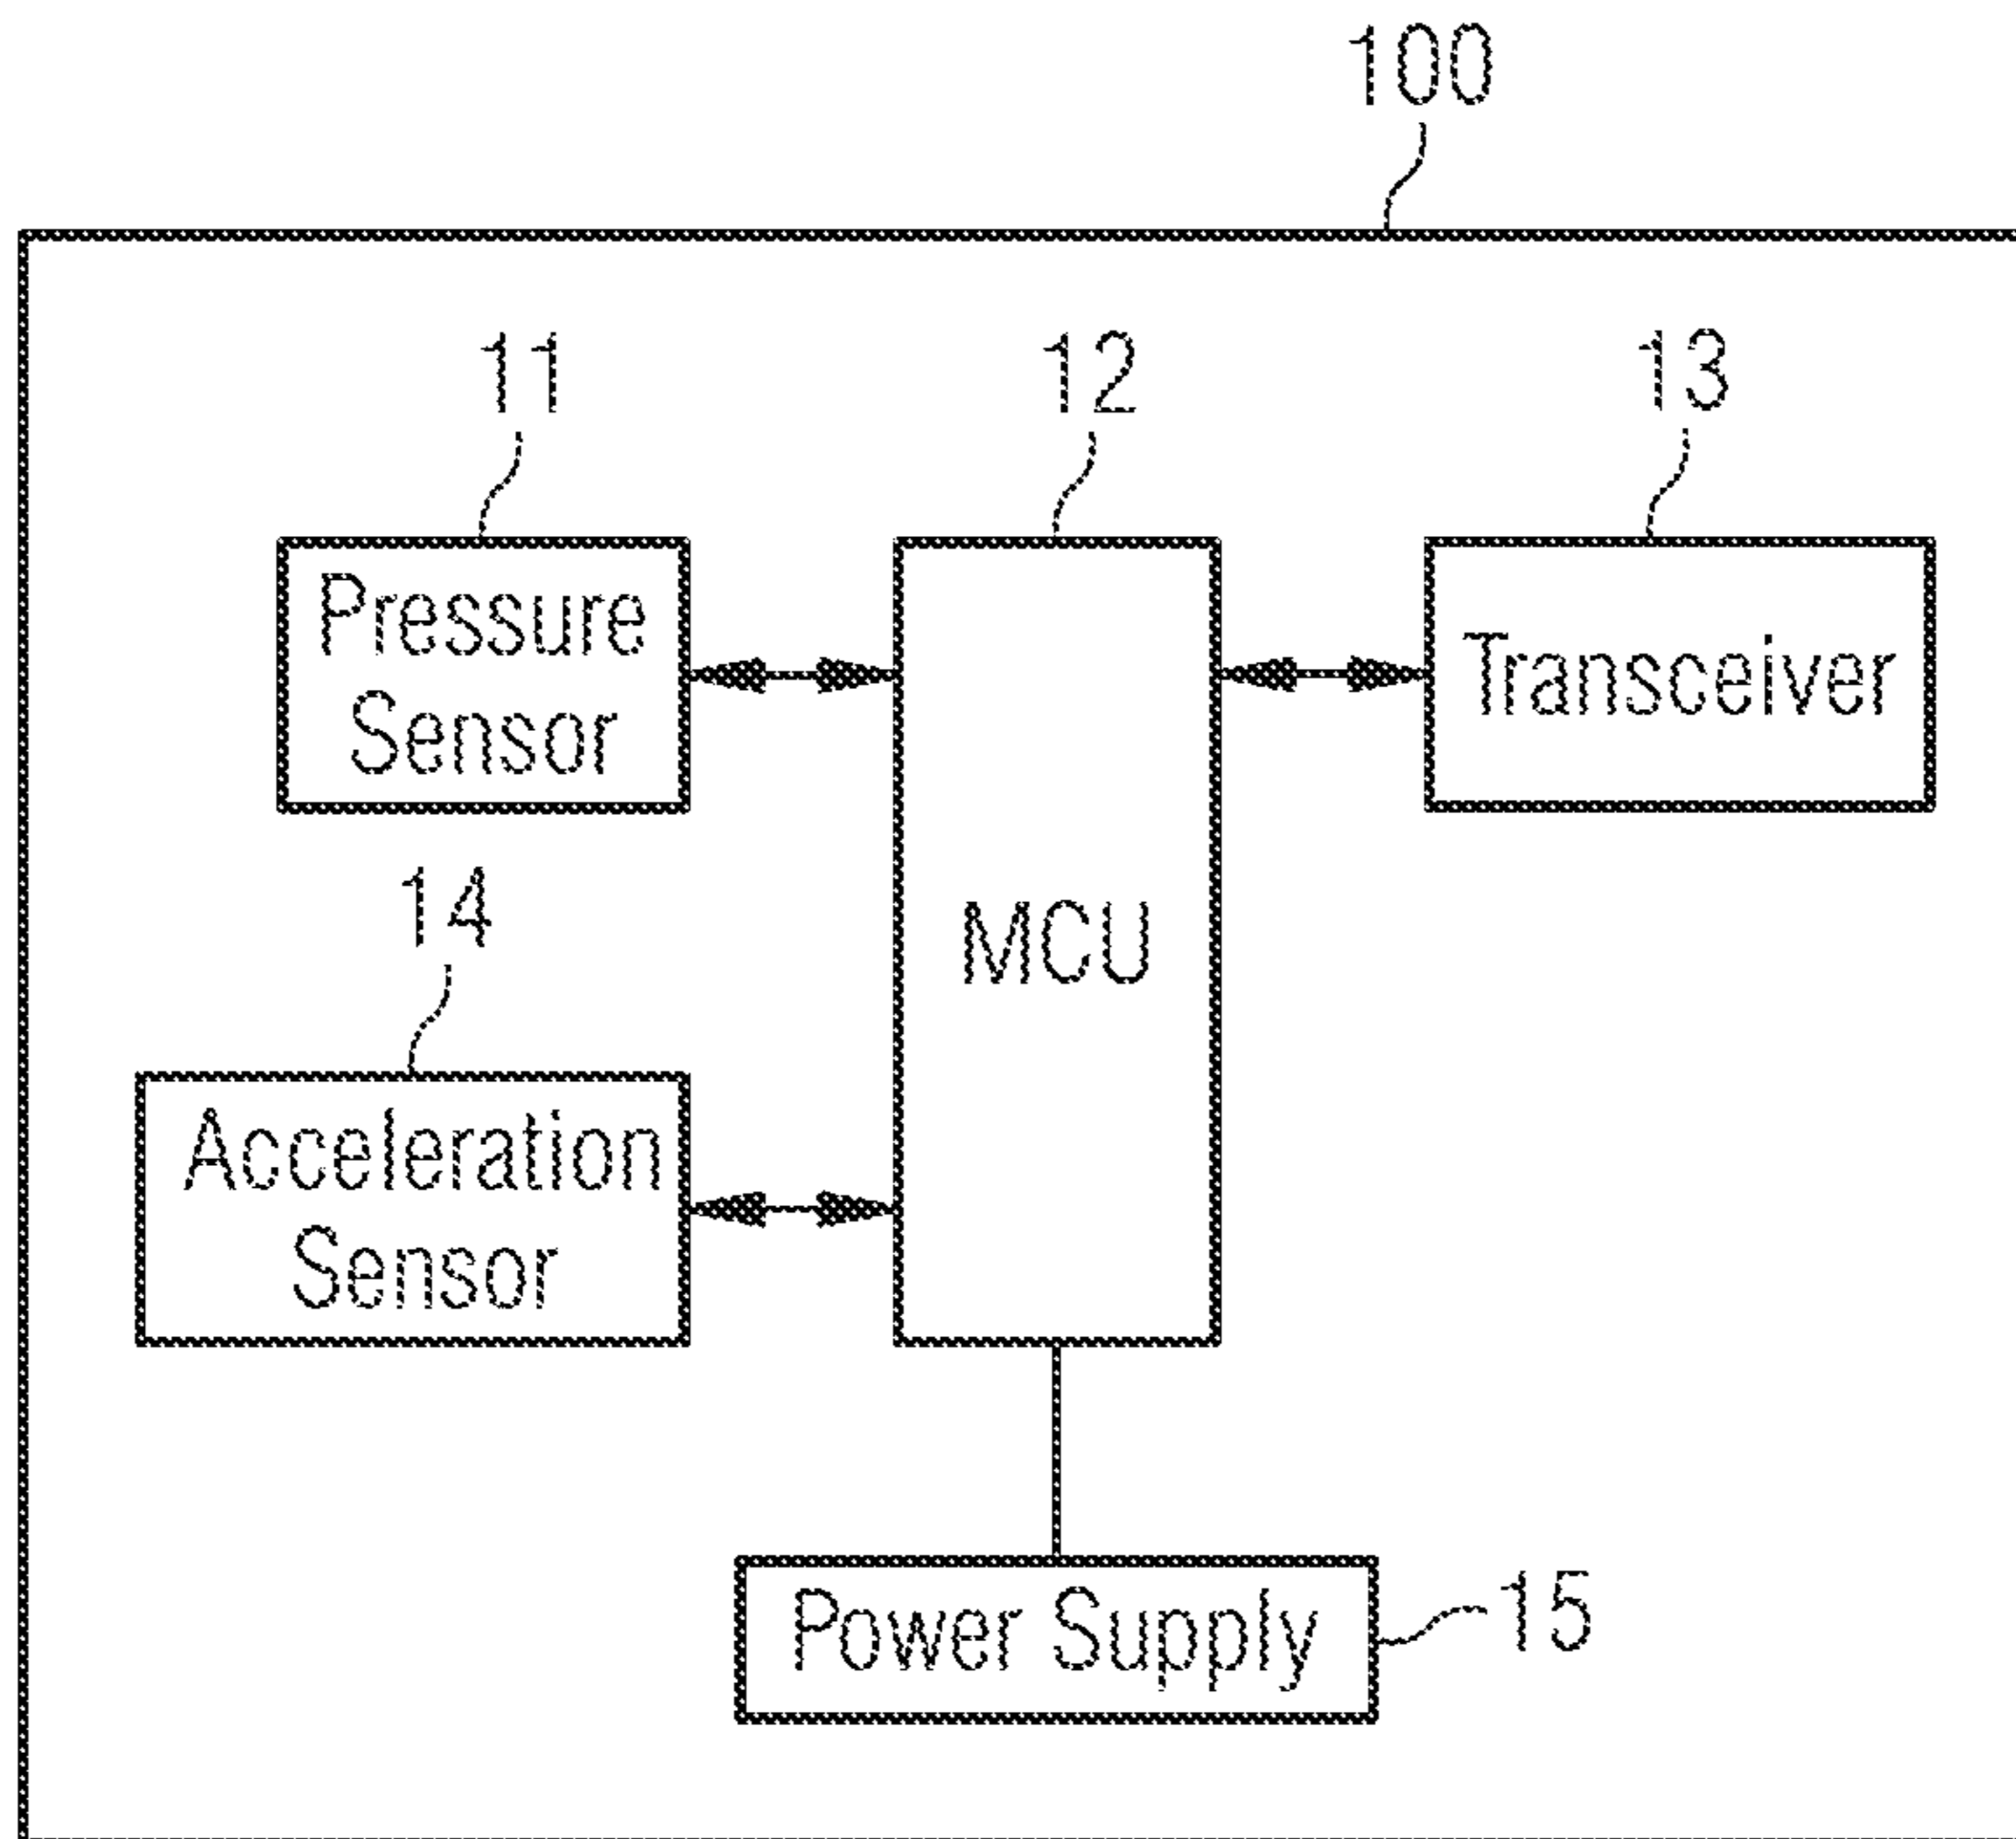 100
11
12
13
Pressure
Sensor
Transceiver
MCU
14
Acceleration
Sensor
Power Supply
15